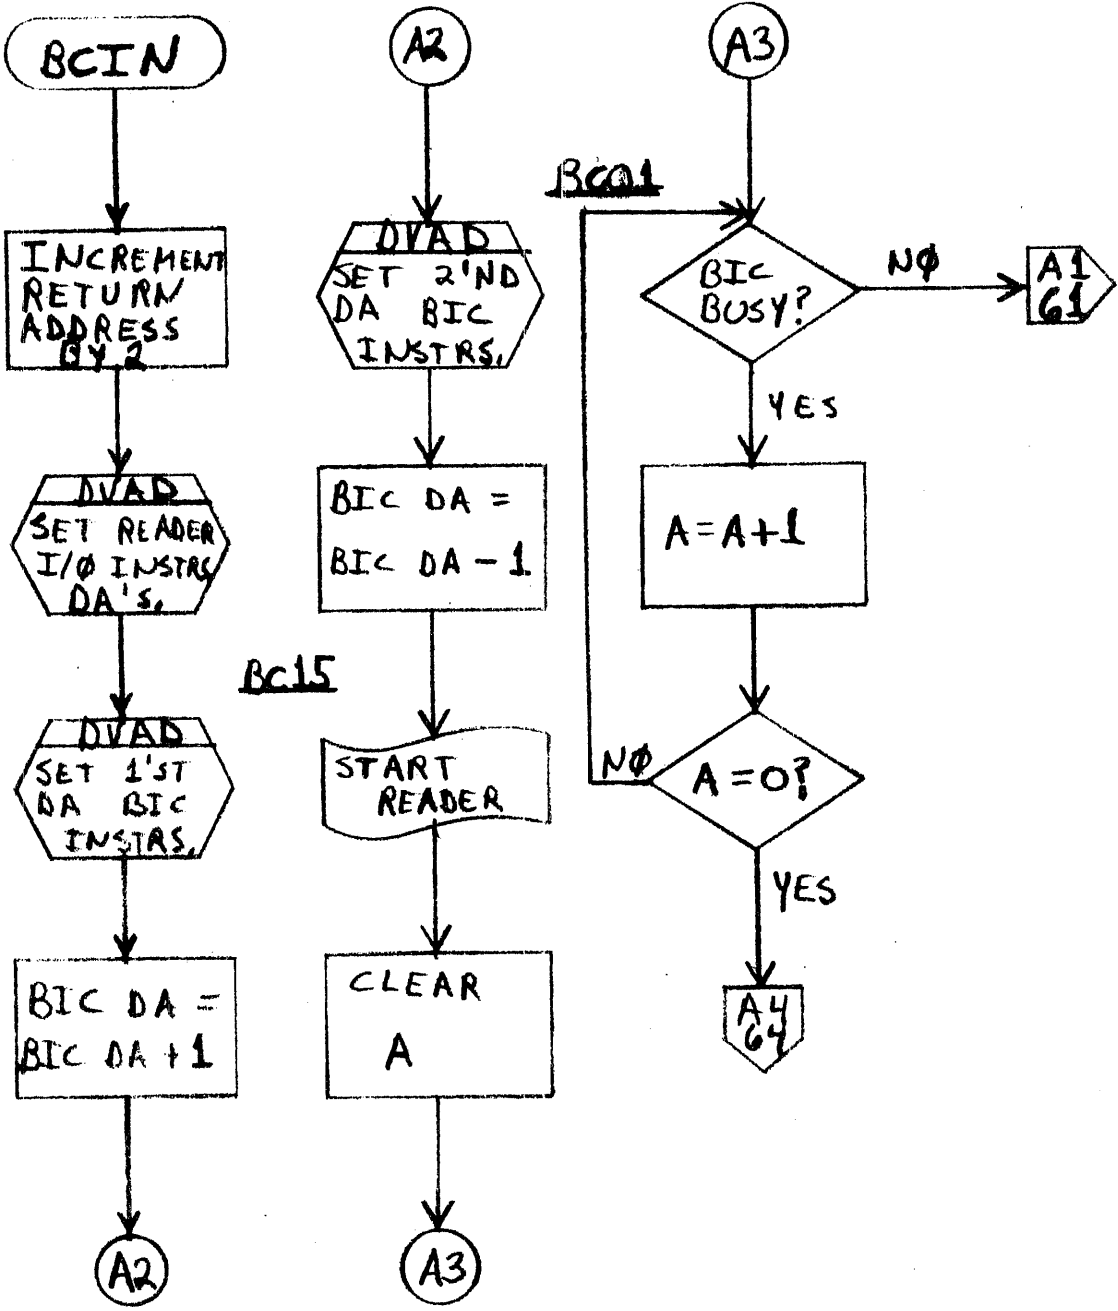 BCIN
INCREMENT
RETURN
ADDRESS
BY 2
DVAD
SET READER
I/Ø INSTRS
DA'S.
BC15
DVAD
SET 1'ST
DA BIC
INSTRS.
BIC DA =
BIC DA + 1
A2
A2
DVAD
SET 2'ND
DA BIC
INSTRS.
BIC DA =
BIC DA - 1
START
READER
CLEAR
A
A3
A3
BC01
BIC
BUSY?
NØ
A1
61
YES
A = A + 1
A = 0?
NØ
YES
A4
64